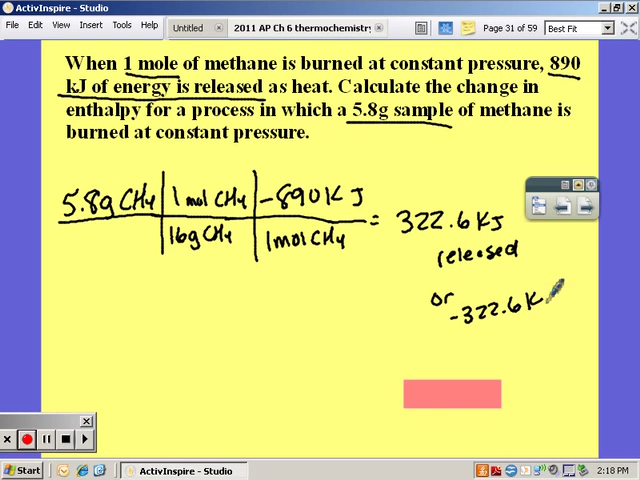 ActivInspire - Studio
File Edit View Insert Tools Help
Untitled 2011 AP Ch 6 thermochemistry Page 31 of 59 Best Fit
When 1 mole of methane is burned at constant pressure, 890
kJ of energy is released as heat. Calculate the change in
enthalpy for a process in which a 5.8g sample of methane is
burned at constant pressure.
5.8g CH4 1 mol CH4 -890 KJ
16g CH4 1 mol CH4
= 322.6 KJ
released
or
-322.6 K
Start ActivInspire - Studio 2:18 PM